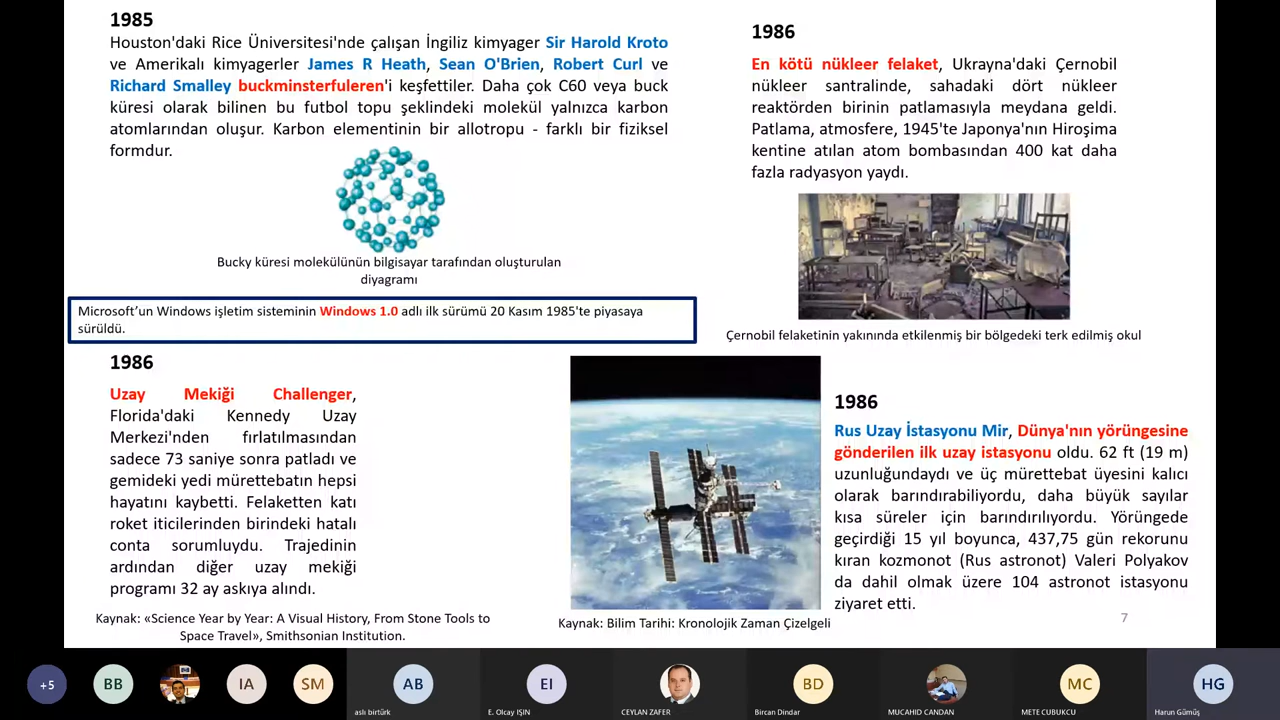 1985
Houston'daki Rice Üniversitesi'nde çalışan İngiliz kimyager Sir Harold Kroto
ve Amerikalı kimyagerler James R Heath, Sean O'Brien, Robert Curl ve
Richard Smalley buckminsterfuleren'i keşfettiler. Daha çok C60 veya buck
küresi olarak bilinen bu futbol topu şeklindeki molekül yalnızca karbon
atomlarından oluşur. Karbon elementinin bir allotropu - farklı bir fiziksel
formdur.
Bucky küresi molekülünün bilgisayar tarafından oluşturulan
diyagramı
Microsoft’un Windows işletim sisteminin Windows 1.0 adlı ilk sürümü 20 Kasım 1985'te piyasaya
sürüldü.
1986
En kötü nükleer felaket, Ukrayna'daki Çernobil
nükleer santralinde, sahadaki dört nükleer
reaktörden birinin patlamasıyla meydana geldi.
Patlama, atmosfere, 1945'te Japonya'nın Hiroşima
kentine atılan atom bombasından 400 kat daha
fazla radyasyon yaydı.
Çernobil felaketinin yakınında etkilenmiş bir bölgedeki terk edilmiş okul
1986
Uzay Mekiği Challenger,
Florida'daki Kennedy Uzay
Merkezi'nden fırlatılmasından
sadece 73 saniye sonra patladı ve
gemideki yedi mürettebatın hepsi
hayatını kaybetti. Felaketten katı
roket iticilerinden birindeki hatalı
conta sorumluydu. Trajedinin
ardından diğer uzay mekiği
programı 32 ay askıya alındı.
Kaynak: «Science Year by Year: A Visual History, From Stone Tools to
Space Travel», Smithsonian Institution.
1986
Rus Uzay İstasyonu Mir, Dünya'nın yörüngesine
gönderilen ilk uzay istasyonu oldu. 62 ft (19 m)
uzunluğundaydı ve üç mürettebat üyesini kalıcı
olarak barındırabiliyordu, daha büyük sayılar
kısa süreler için barındırılıyordu. Yörüngede
geçirdiği 15 yıl boyunca, 437,75 gün rekorunu
kıran kozmonot (Rus astronot) Valeri Polyakov
da dahil olmak üzere 104 astronot istasyonu
ziyaret etti.
Kaynak: Bilim Tarihi: Kronolojik Zaman Çizelgeli
7
+5
BB
IA
SM
AB
EI
BD
MC
HG
aslı birtürk
E. Olcay IŞIN
CEYLAN ZAFER
Bircan Dindar
MUCAHID CANDAN
METE CUBUKCU
Harun Gümüş